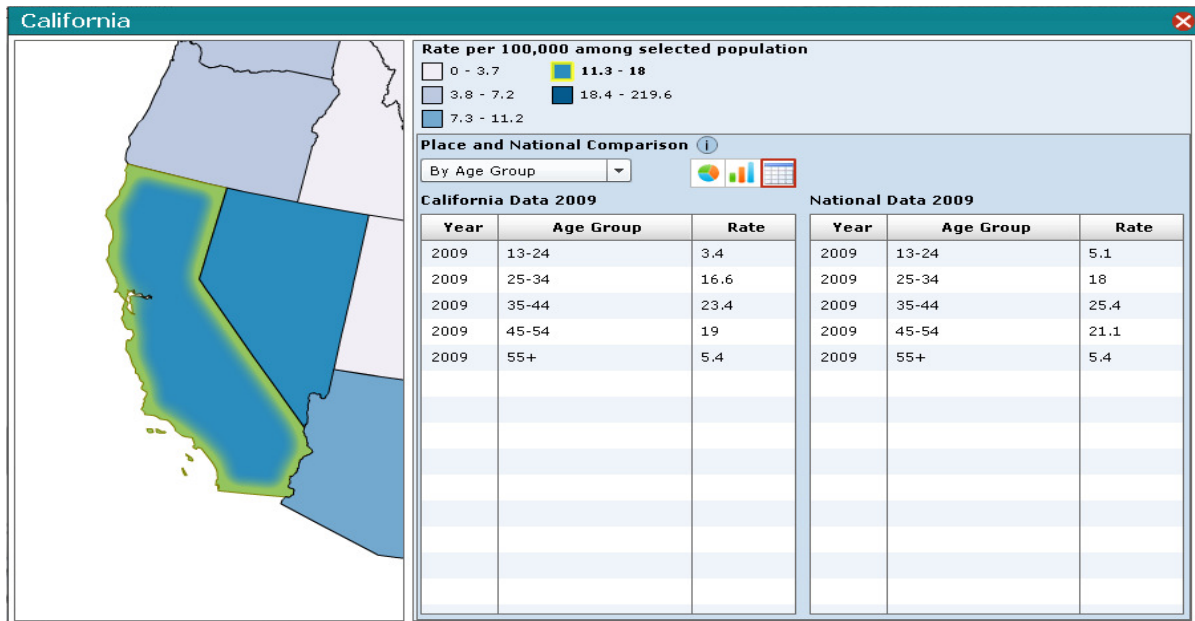 California
Rate per 100,000 among selected population
0 - 3.7
11.3 - 18
3.8 - 7.2
18.4 - 219.6
7.3 - 11.2
Place and National Comparison i
By Age Group
California Data 2009
Year Age Group Rate
2009 13-24 3.4
2009 25-34 16.6
2009 35-44 23.4
2009 45-54 19
2009 55+ 5.4
National Data 2009
Year Age Group Rate
2009 13-24 5.1
2009 25-34 18
2009 35-44 25.4
2009 45-54 21.1
2009 55+ 5.4